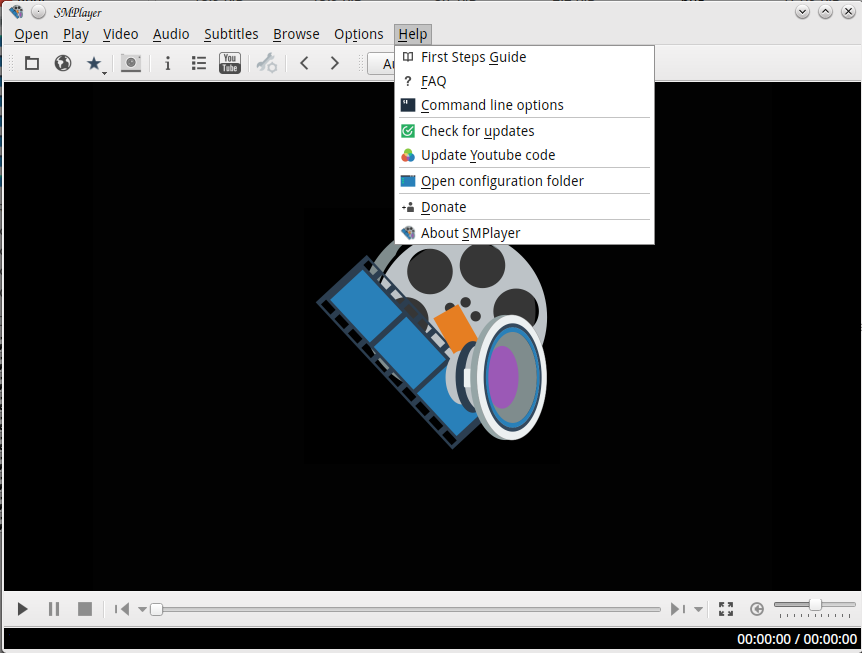 SMPlayer
Open Play Video Audio Subtitles Browse Options Help
You Tube
First Steps Guide
? FAQ
Command line options
Check for updates
Update Youtube code
Open configuration folder
Donate
About SMPlayer
00:00:00 / 00:00:00